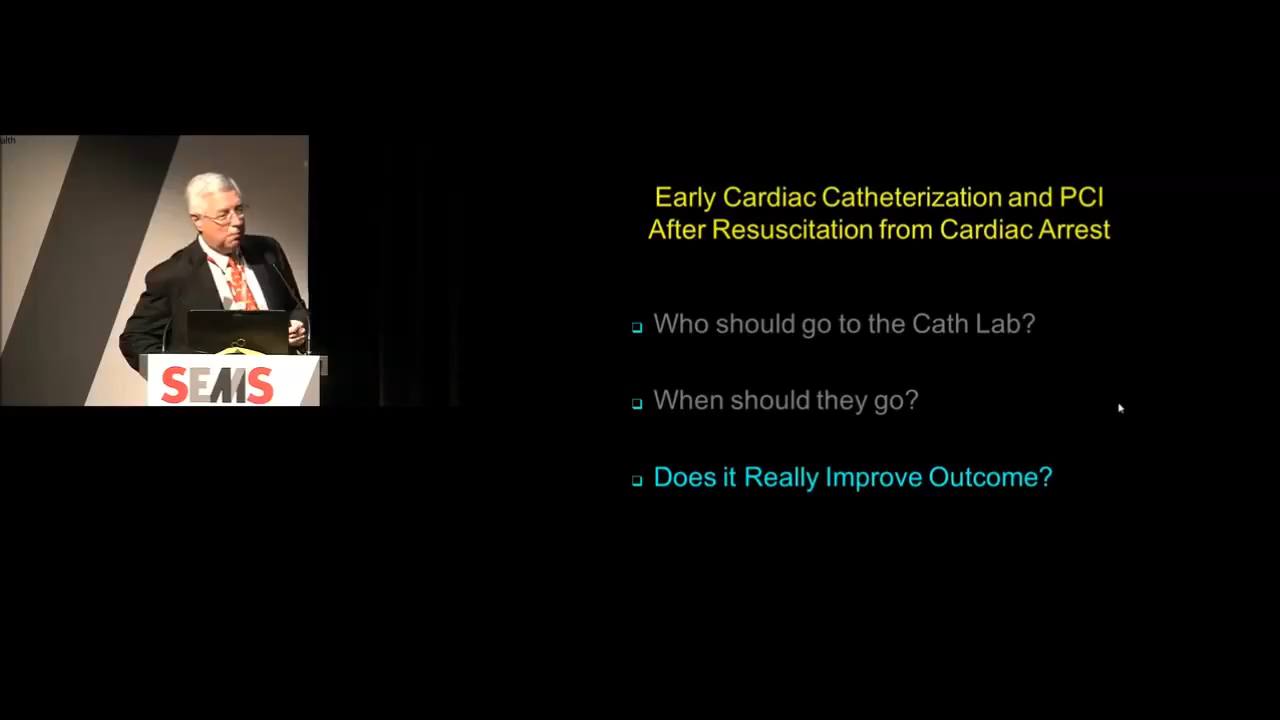 alth
SEMS
Early Cardiac Catheterization and PCI
After Resuscitation from Cardiac Arrest
Who should go to the Cath Lab?
When should they go?
Does it Really Improve Outcome?